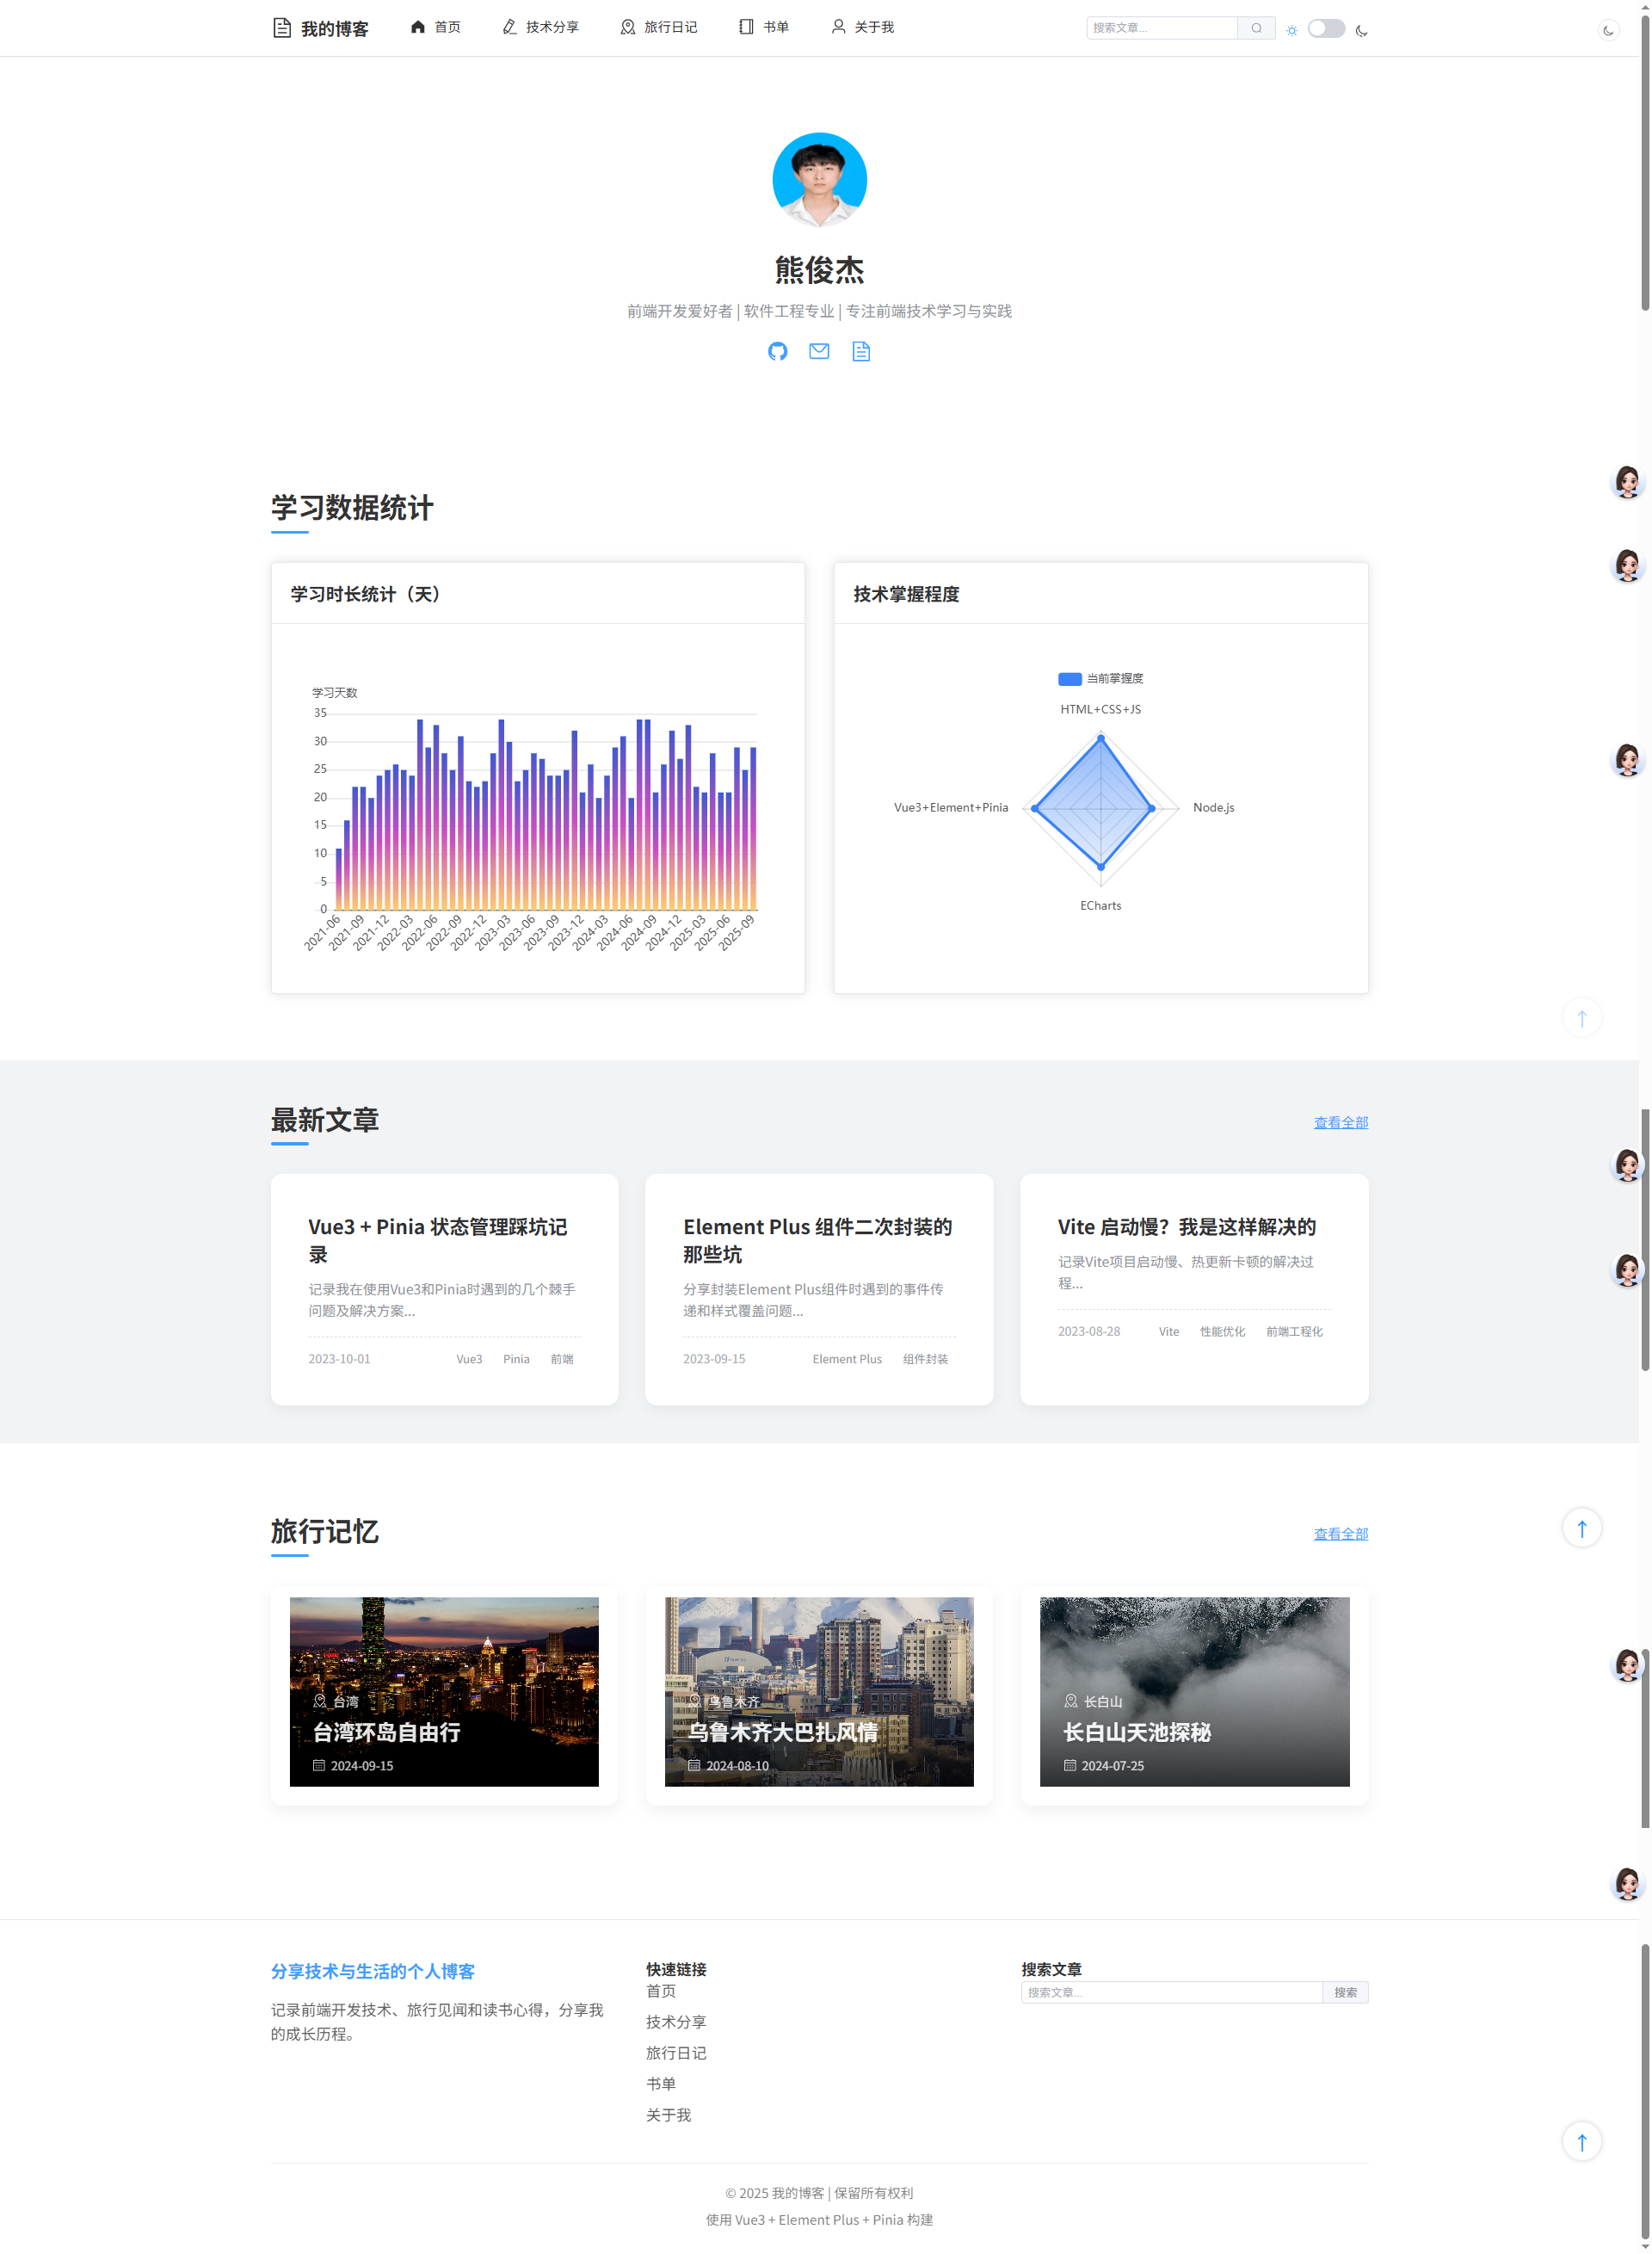 我的博客
首页
技术分享
旅行日记
书单
关于我
搜索文章...
熊俊杰
前端开发爱好者 | 软件工程专业 | 专注前端技术学习与实践
学习数据统计
学习时长统计（天）
学习天数
35
30
25
20
15
10
5
0
2021-06
2021-09
2021-12
2022-03
2022-06
2022-09
2022-12
2023-03
2023-06
2023-09
2023-12
2024-03
2024-06
2024-09
2024-12
2025-03
2025-06
2025-09
技术掌握程度
当前掌握度
HTML+CSS+JS
Vue3+Element+Pinia
Node.js
ECharts
最新文章
查看全部
Vue3 + Pinia 状态管理踩坑记
录
记录我在使用Vue3和Pinia时遇到的几个棘手
问题及解决方案...
2023-10-01
Vue3
Pinia
前端
Element Plus 组件二次封装的
那些坑
分享封装Element Plus组件时遇到的事件传
递和样式覆盖问题...
2023-09-15
Element Plus
组件封装
Vite 启动慢？我是这样解决的
记录Vite项目启动慢、热更新卡顿的解决过
程...
2023-08-28
Vite
性能优化
前端工程化
旅行记忆
查看全部
台湾
台湾环岛自由行
2024-09-15
乌鲁木齐
乌鲁木齐大巴扎风情
2024-08-10
长白山
长白山天池探秘
2024-07-25
分享技术与生活的个人博客
记录前端开发技术、旅行见闻和读书心得，分享我
的成长历程。
快速链接
首页
技术分享
旅行日记
书单
关于我
搜索文章
搜索文章...
搜索
© 2025 我的博客 | 保留所有权利
使用 Vue3 + Element Plus + Pinia 构建